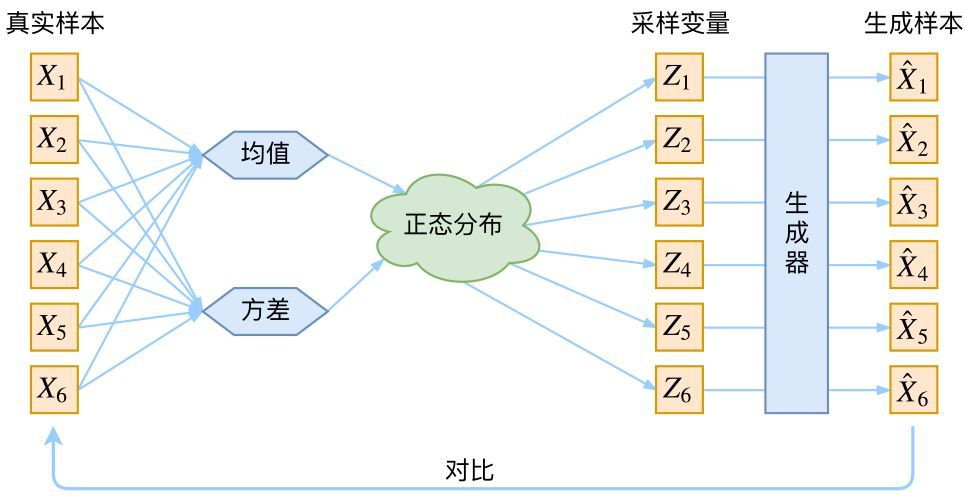 真实样本 采样变量 生成样本
X₁ Z₁ X̂₁
X₂ 均值 Z₂ X̂₂
X₃ 正态分布 Z₃ 生成器 X̂₃
X₄ Z₄ X̂₄
X₅ 方差 Z₅ X̂₅
X₆ Z₆ X̂₆
对比